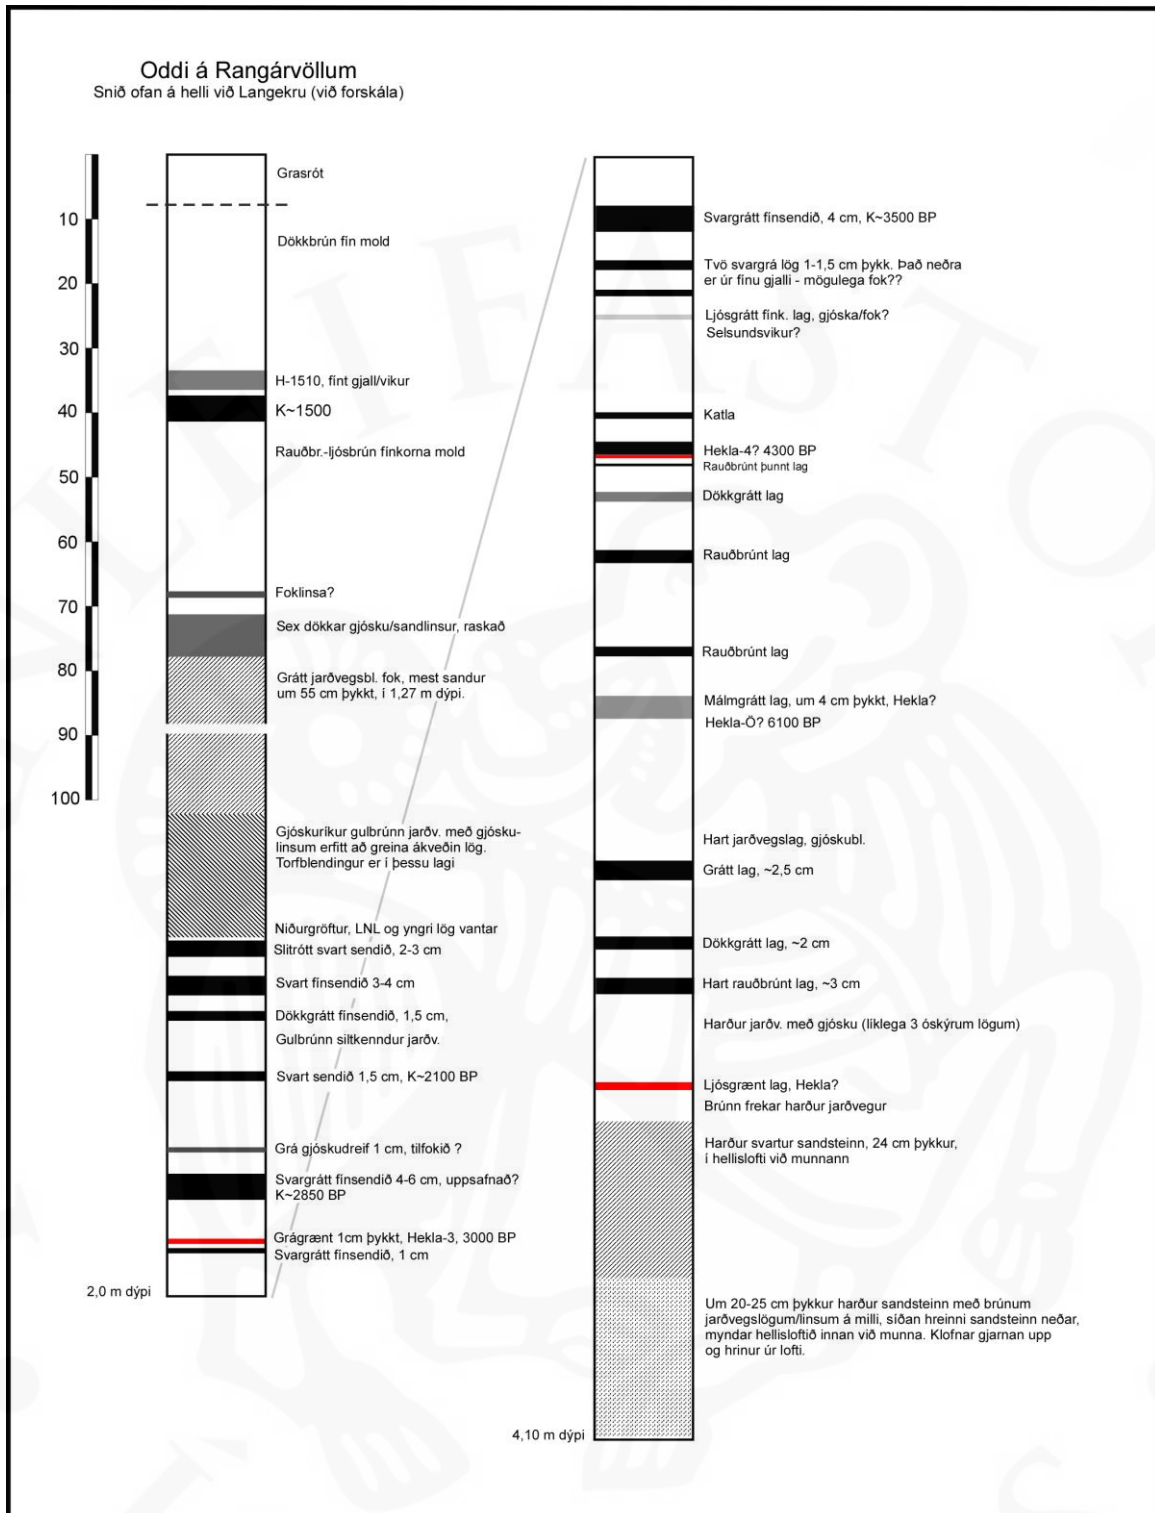 Oddi á Rangárvöllum
Snið ofan á helli við Langekru (við forskála)
10
20
30
40
50
60
70
80
90
100
Grasrót
Dökkbrún fín mold
H-1510, fínt gjall/vikur
K~1500
Rauðbr.-ljósbrún fínkorna mold
Foklinsa?
Sex dökkar gjósku/sandlinsur, raskað
Grátt jarðvegsbl. fok, mest sandur
um 55 cm þykkt, í 1,27 m dýpi.
Gjóskuríkur gulbrúnn jarðv. með gjósku-
linsum erfitt að greina ákveðin lög.
Torfblendingur er í þessu lagi
Niðurgröftur, LNL og yngri lög vantar
Slitrótt svart sendið, 2-3 cm
Svart fínsendið 3-4 cm
Dökkgrátt fínsendið, 1,5 cm,
Gulbrúnn siltkenndur jarðv.
Svart sendið 1,5 cm, K~2100 BP
Grá gjóskudreif 1 cm, tilfokið ?
Svargrátt fínsendið 4-6 cm, uppsafnað?
K~2850 BP
Grágrænt 1cm þykkt, Hekla-3, 3000 BP
Svargrátt fínsendið, 1 cm
2,0 m dýpi
Svargrátt fínsendið, 4 cm, K~3500 BP
Tvö svargrá lög 1-1,5 cm þykk. Það neðra
er úr fínu gjalli - mögulega fok??
Ljósgrátt fínk. lag, gjóska/fok?
Selsundsvikur?
Katla
Hekla-4? 4300 BP
Rauðbrúnt þunnt lag
Dökkgrátt lag
Rauðbrúnt lag
Rauðbrúnt lag
Málmgrátt lag, um 4 cm þykkt, Hekla?
Hekla-Ö? 6100 BP
Hart jarðvegslag, gjóskubl.
Grátt lag, ~2,5 cm
Dökkgrátt lag, ~2 cm
Hart rauðbrúnt lag, ~3 cm
Harður jarðv. með gjósku (líklega 3 óskýrum lögum)
Ljósgrænt lag, Hekla?
Brúnn frekar harður jarðvegur
Harður svartur sandsteinn, 24 cm þykkur,
í hellislofti við munnann
Um 20-25 cm þykkur harður sandsteinn með brúnum
jarðvegslögum/linsum á milli, síðan hreinni sandsteinn neðar,
myndar hellisloftið innan við munna. Klofnar gjarnan upp
og hrinur úr lofti.
4,10 m dýpi